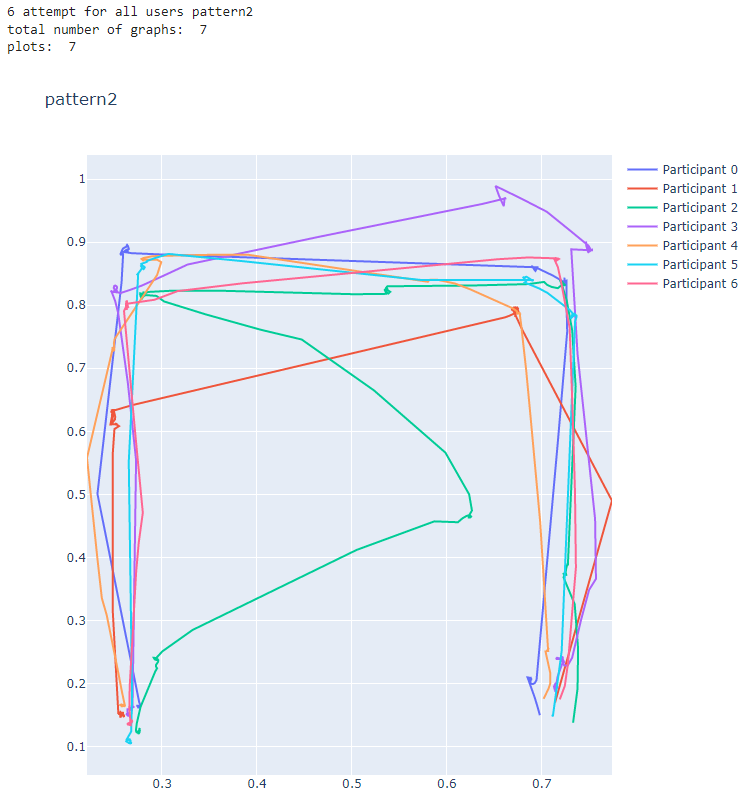 6 attempt for all users pattern2
total number of graphs:  7
plots:  7
pattern2
1
0.9
0.8
0.7
0.6
0.5
0.4
0.3
0.2
0.1
0.3
0.4
0.5
0.6
0.7
Participant 0
Participant 1
Participant 2
Participant 3
Participant 4
Participant 5
Participant 6